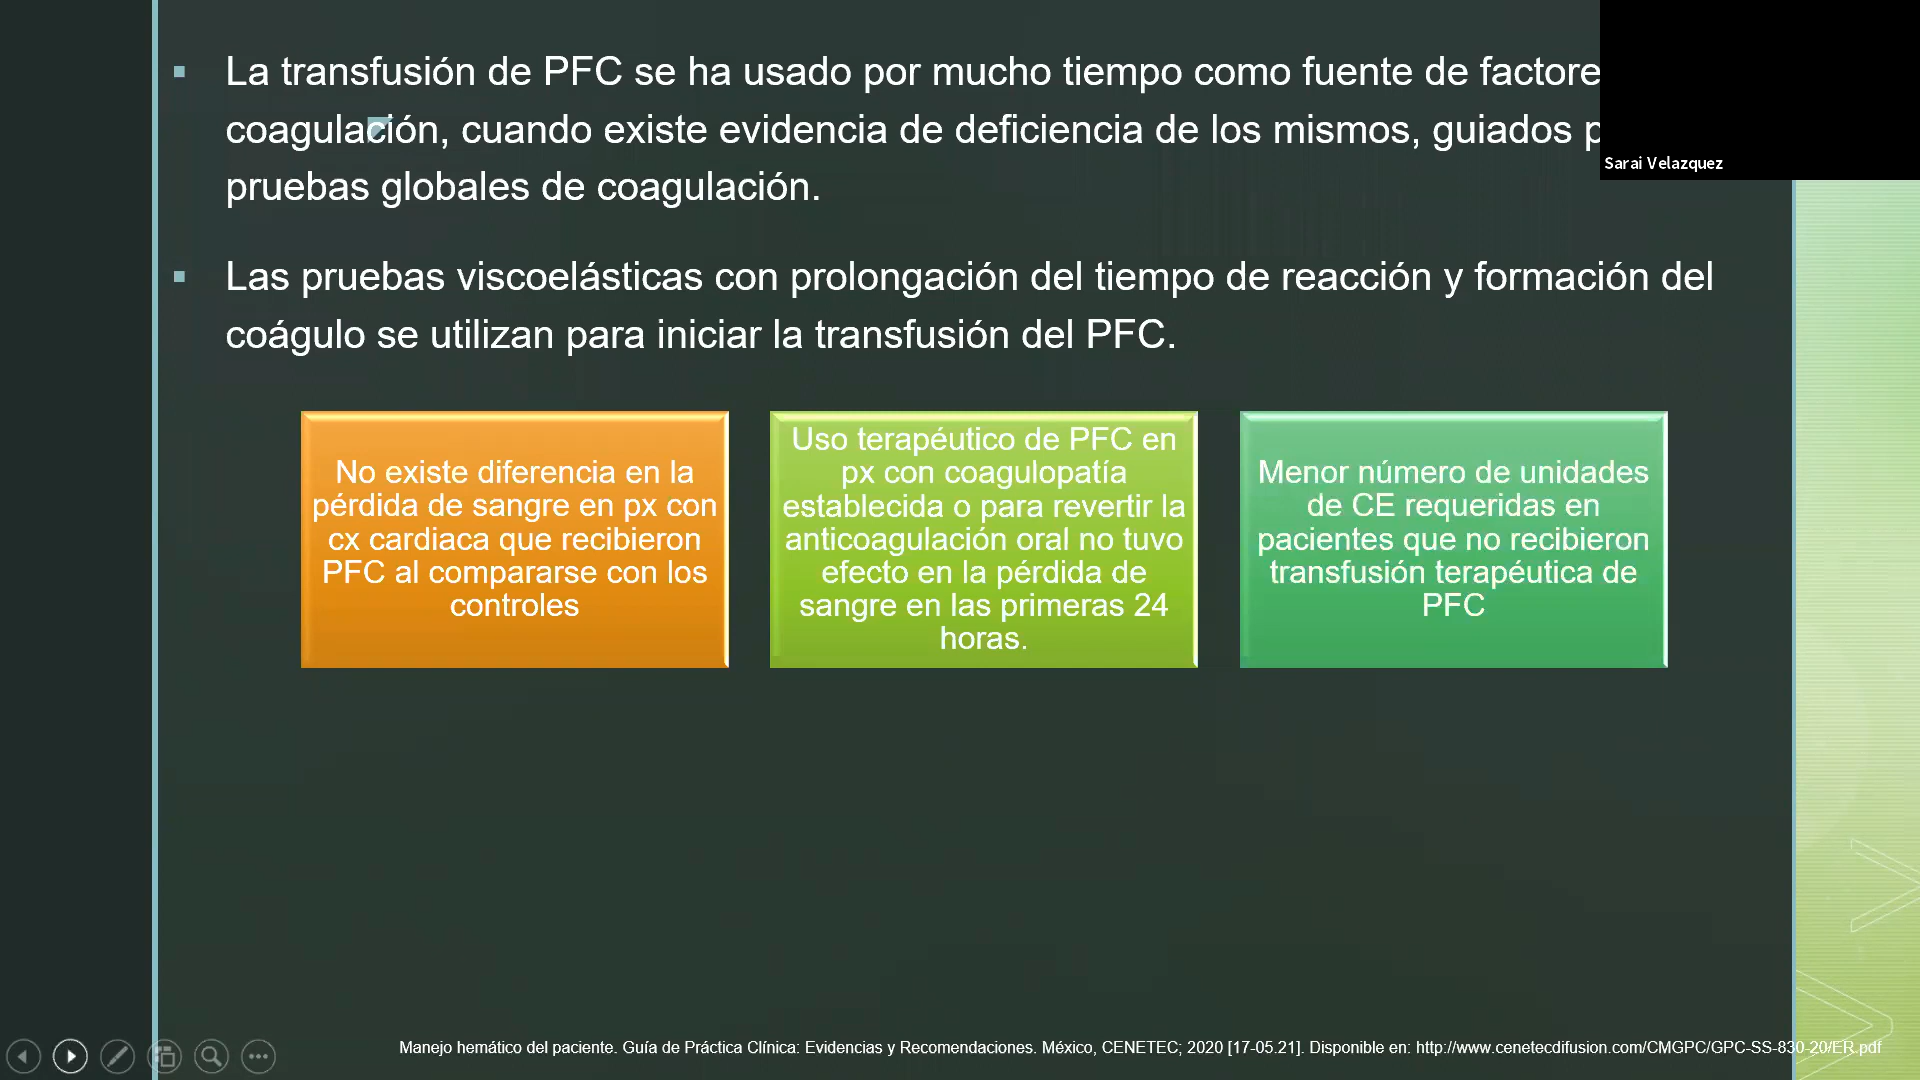 La transfusión de PFC se ha usado por mucho tiempo como fuente de factore
coagulación, cuando existe evidencia de deficiencia de los mismos, guiados p
pruebas globales de coagulación.
Las pruebas viscoelásticas con prolongación del tiempo de reacción y formación del
coágulo se utilizan para iniciar la transfusión del PFC.
No existe diferencia en la
pérdida de sangre en px con
cx cardiaca que recibieron
PFC al compararse con los
controles
Uso terapéutico de PFC en
px con coagulopatía
establecida o para revertir la
anticoagulación oral no tuvo
efecto en la pérdida de
sangre en las primeras 24
horas.
Menor número de unidades
de CE requeridas en
pacientes que no recibieron
transfusión terapéutica de
PFC
Sarai Velazquez
Manejo hemático del paciente. Guía de Práctica Clínica: Evidencias y Recomendaciones. México, CENETEC; 2020 [17-05.21]. Disponible en: http://www.cenetecdifusion.com/CMGPC/GPC-SS-830-20/ER.pdf